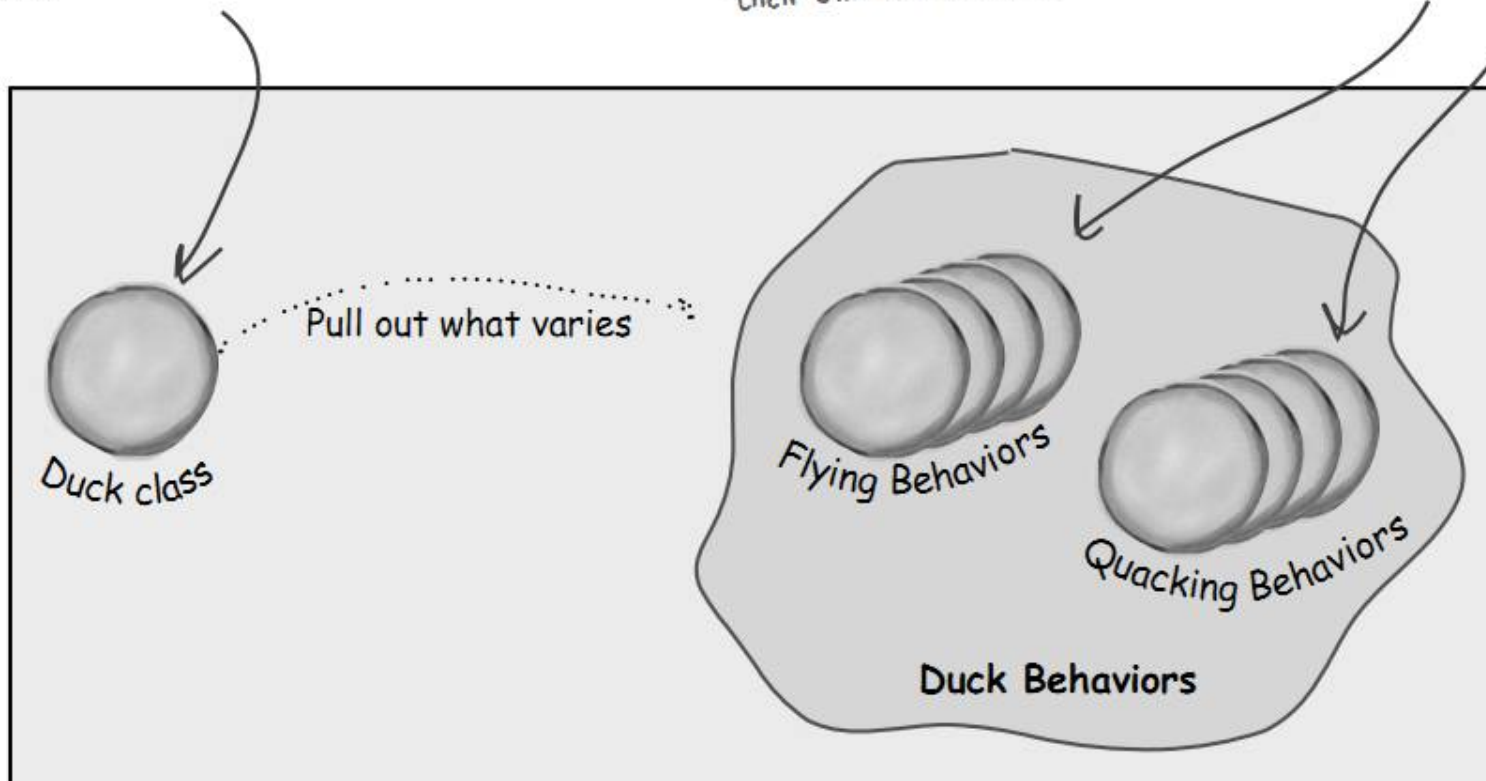 Pull out what varies
Duck class
Flying Behaviors
Quacking Behaviors
Duck Behaviors